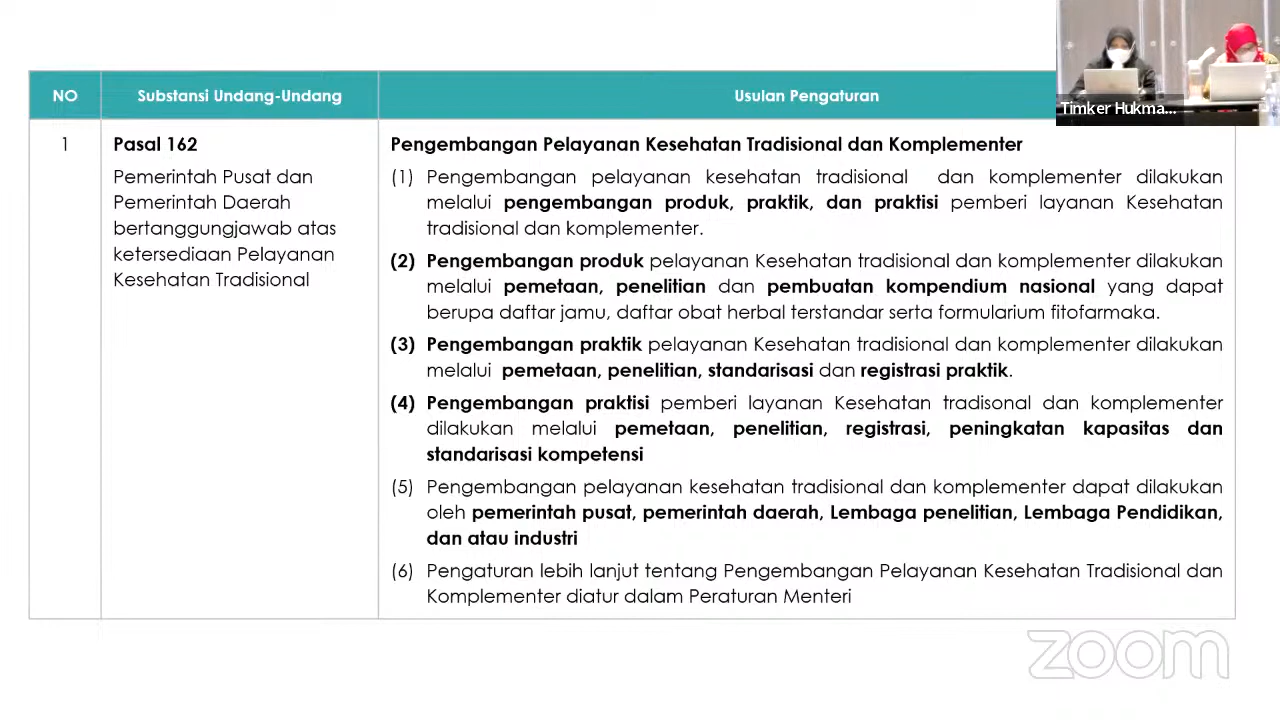 Timker Hukma...
NO
Substansi Undang-Undang
Usulan Pengaturan
1
Pasal 162
Pemerintah Pusat dan
Pemerintah Daerah
bertanggungjawab atas
ketersediaan Pelayanan
Kesehatan Tradisional
Pengembangan Pelayanan Kesehatan Tradisional dan Komplementer
(1) Pengembangan pelayanan kesehatan tradisional dan komplementer dilakukan
melalui pengembangan produk, praktik, dan praktisi pemberi layanan Kesehatan
tradisional dan komplementer.
(2) Pengembangan produk pelayanan Kesehatan tradisional dan komplementer dilakukan
melalui pemetaan, penelitian dan pembuatan kompendium nasional yang dapat
berupa daftar jamu, daftar obat herbal terstandar serta formularium fitofarmaka.
(3) Pengembangan praktik pelayanan Kesehatan tradisional dan komplementer dilakukan
melalui pemetaan, penelitian, standarisasi dan registrasi praktik.
(4) Pengembangan praktisi pemberi layanan Kesehatan tradisonal dan komplementer
dilakukan melalui pemetaan, penelitian, registrasi, peningkatan kapasitas dan
standarisasi kompetensi
(5) Pengembangan pelayanan kesehatan tradisional dan komplementer dapat dilakukan
oleh pemerintah pusat, pemerintah daerah, Lembaga penelitian, Lembaga Pendidikan,
dan atau industri
(6) Pengaturan lebih lanjut tentang Pengembangan Pelayanan Kesehatan Tradisional dan
Komplementer diatur dalam Peraturan Menteri
zoom